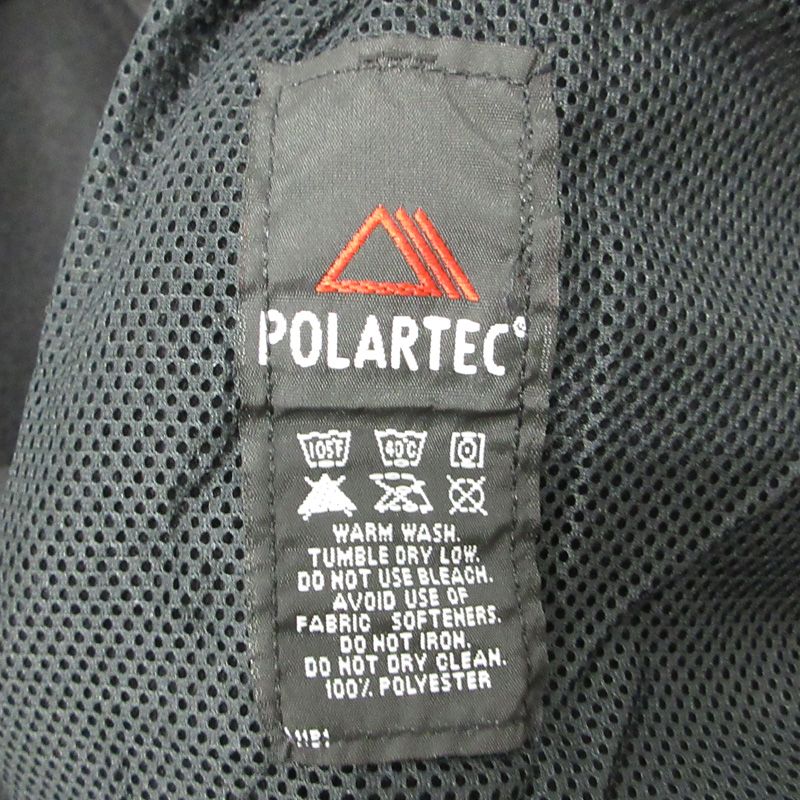 POLARTEC®
105F 40°C
WARM WASH.
TUMBLE DRY LOW.
DO NOT USE BLEACH.
AVOID USE OF
FABRIC SOFTENERS.
DO NOT IRON.
DO NOT DRY CLEAN.
100% POLYESTER